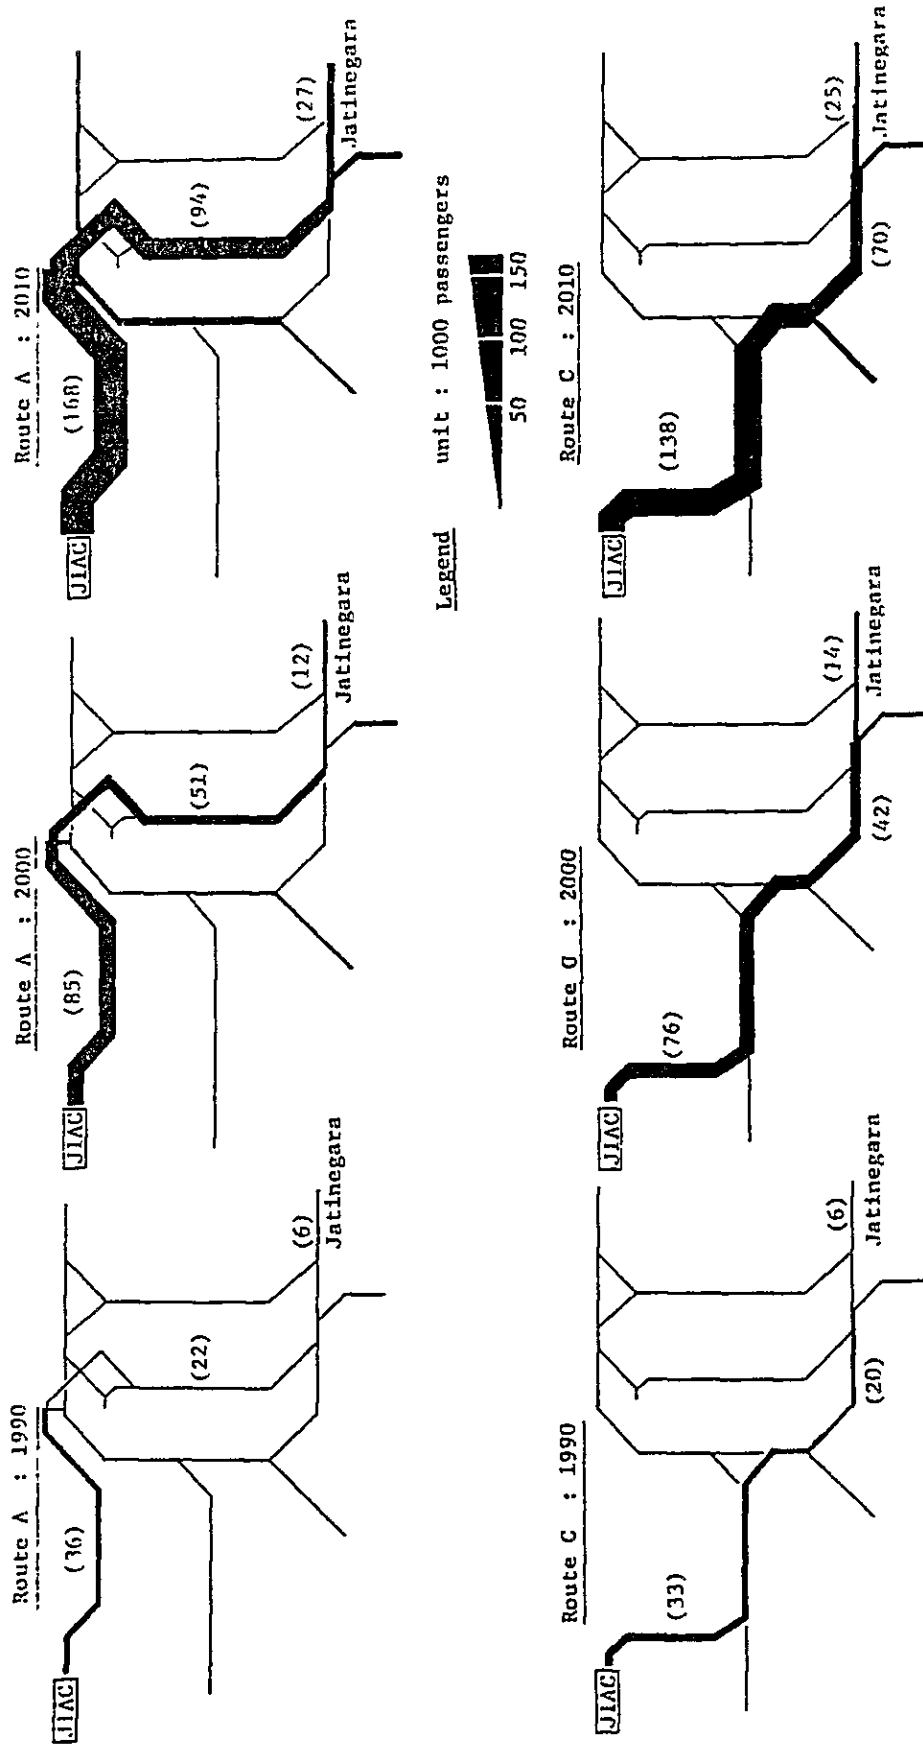 Route A : 1990
JIAC
(36)
(22)
(6)
Jatinegara
Route A : 2000
JIAC
(85)
(51)
(12)
Jatinegara
Route A : 2010
JIAC
(168)
(94)
(27)
Jatinegara
Legend
unit : 1000 passengers
50 100 150
Route C : 1990
JIAC
(33)
(20)
(6)
Jatinegara
Route C : 2000
JIAC
(76)
(42)
(14)
Jatinegara
Route C : 2010
JIAC
(138)
(70)
(25)
Jatinegara